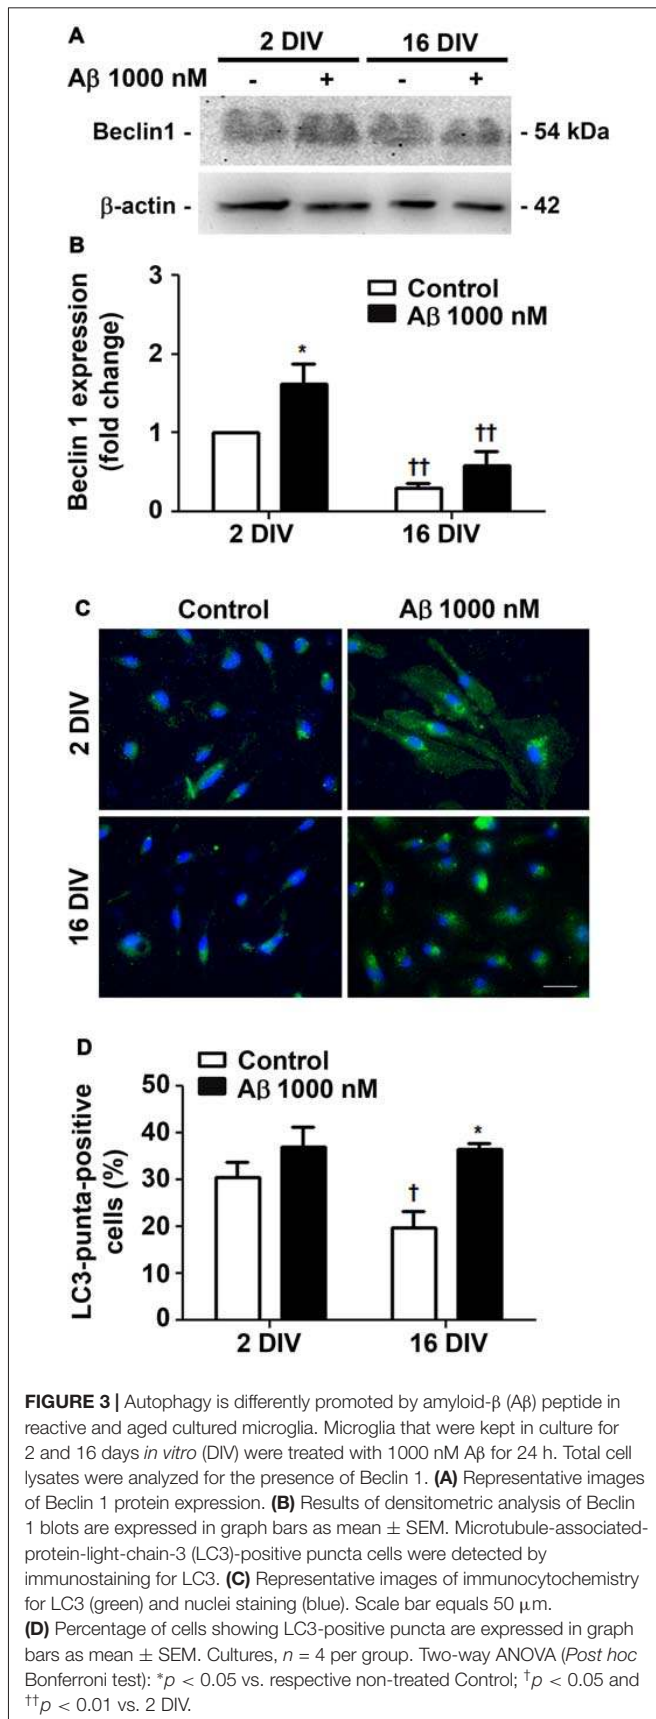 A
2 DIV 16 DIV
Aβ 1000 nM - + - +
Beclin1 - - 54 kDa
β-actin - - 42
B
Beclin 1 expression
(fold change)
3
2
1
0
Control
Aβ 1000 nM
*
††
††
2 DIV 16 DIV
C
Control Aβ 1000 nM
2 DIV
16 DIV
D
Control
Aβ 1000 nM
LC3-punta-positive
cells (%)
50
40
30
20
10
0
†
*
2 DIV 16 DIV
FIGURE 3 | Autophagy is differently promoted by amyloid-β (Aβ) peptide in
reactive and aged cultured microglia. Microglia that were kept in culture for
2 and 16 days in vitro (DIV) were treated with 1000 nM Aβ for 24 h. Total cell
lysates were analyzed for the presence of Beclin 1. (A) Representative images
of Beclin 1 protein expression. (B) Results of densitometric analysis of Beclin
1 blots are expressed in graph bars as mean ± SEM. Microtubule-associated-
protein-light-chain-3 (LC3)-positive puncta cells were detected by
immunostaining for LC3. (C) Representative images of immunocytochemistry
for LC3 (green) and nuclei staining (blue). Scale bar equals 50 μm.
(D) Percentage of cells showing LC3-positive puncta are expressed in graph
bars as mean ± SEM. Cultures, n = 4 per group. Two-way ANOVA (Post hoc
Bonferroni test): *p < 0.05 vs. respective non-treated Control; †p < 0.05 and
††p < 0.01 vs. 2 DIV.